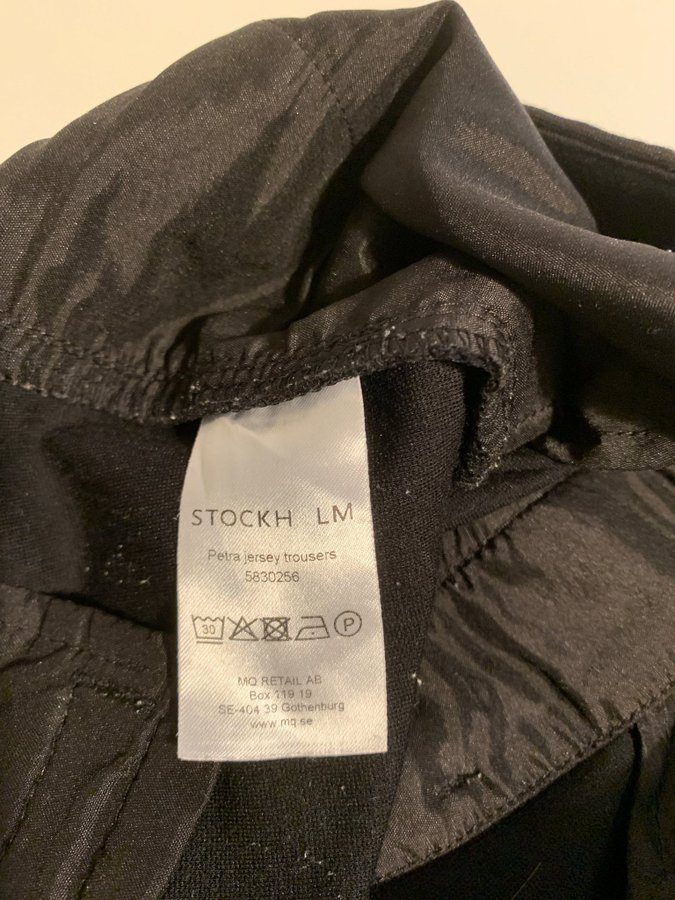 STOCKH LM
Petra jersey trousers
5830256
30 P
MQ RETAIL AB
Box 119 19
SE-404 39 Gothenburg
www.mq.se